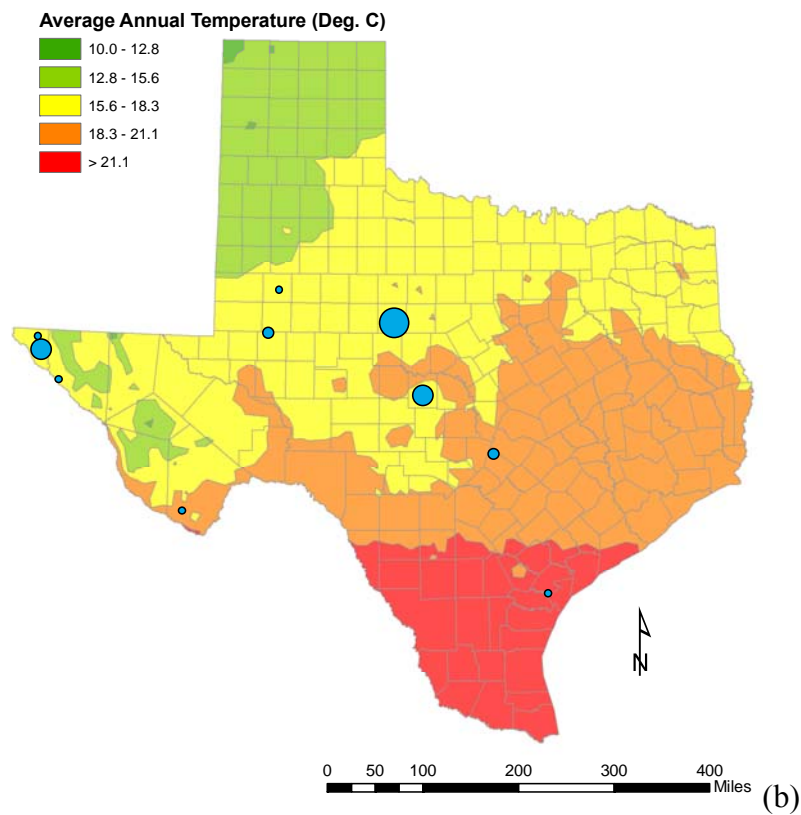 Average Annual Temperature (Deg. C)
10.0 - 12.8
12.8 - 15.6
15.6 - 18.3
18.3 - 21.1
> 21.1
N
0 50 100 200 300 400
Miles
(b)